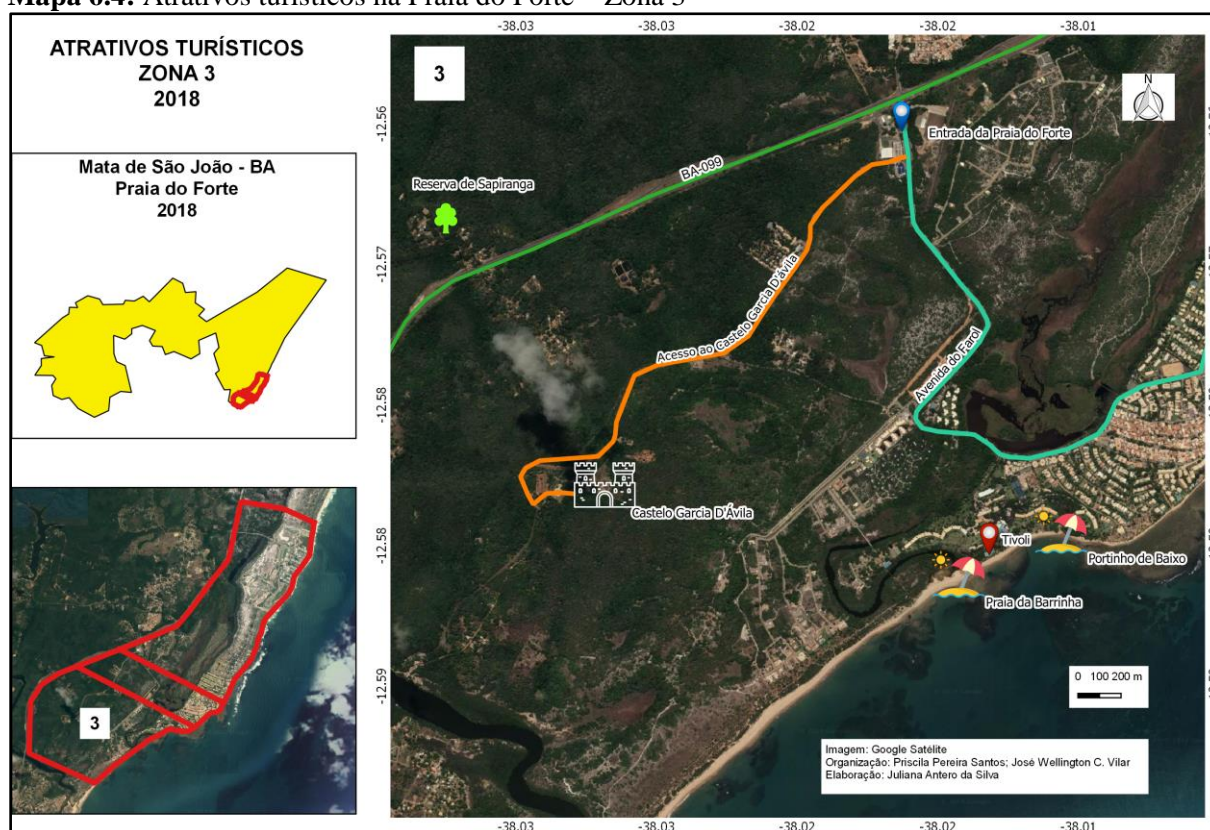 Mapa 6.4: Atrativos turísticos na Praia do Forte – Zona 3
ATRATIVOS TURÍSTICOS
ZONA 3
2018
Mata de São João - BA
Praia do Forte
2018
3
3
-38.03
-38.03
-38.02
-38.02
-38.01
N
-12.56
-12.57
-12.58
-12.58
-12.59
Entrada da Praia do Forte
BA-099
Reserva de Sapiranga
Acesso ao Castelo Garcia D'ávila
Avenida do Farol
Castelo Garcia D'Ávila
Tivoli
Portinho de Baixo
Praia da Barrinha
0 100 200 m
Imagem: Google Satélite
Organização: Priscila Pereira Santos; José Wellington C. Vilar
Elaboração: Juliana Antero da Silva
-38.03
-38.03
-38.02
-38.02
-38.01